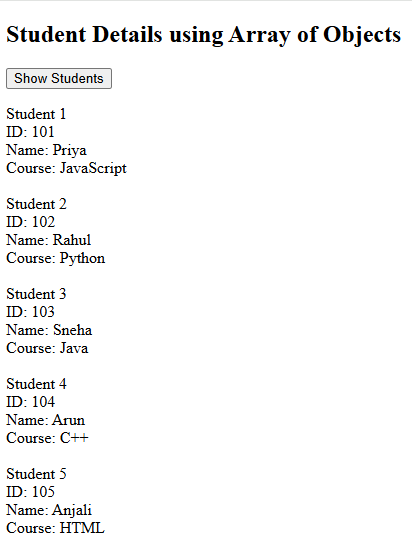 Student Details using Array of Objects
Show Students
Student 1
ID: 101
Name: Priya
Course: JavaScript
Student 2
ID: 102
Name: Rahul
Course: Python
Student 3
ID: 103
Name: Sneha
Course: Java
Student 4
ID: 104
Name: Arun
Course: C++
Student 5
ID: 105
Name: Anjali
Course: HTML